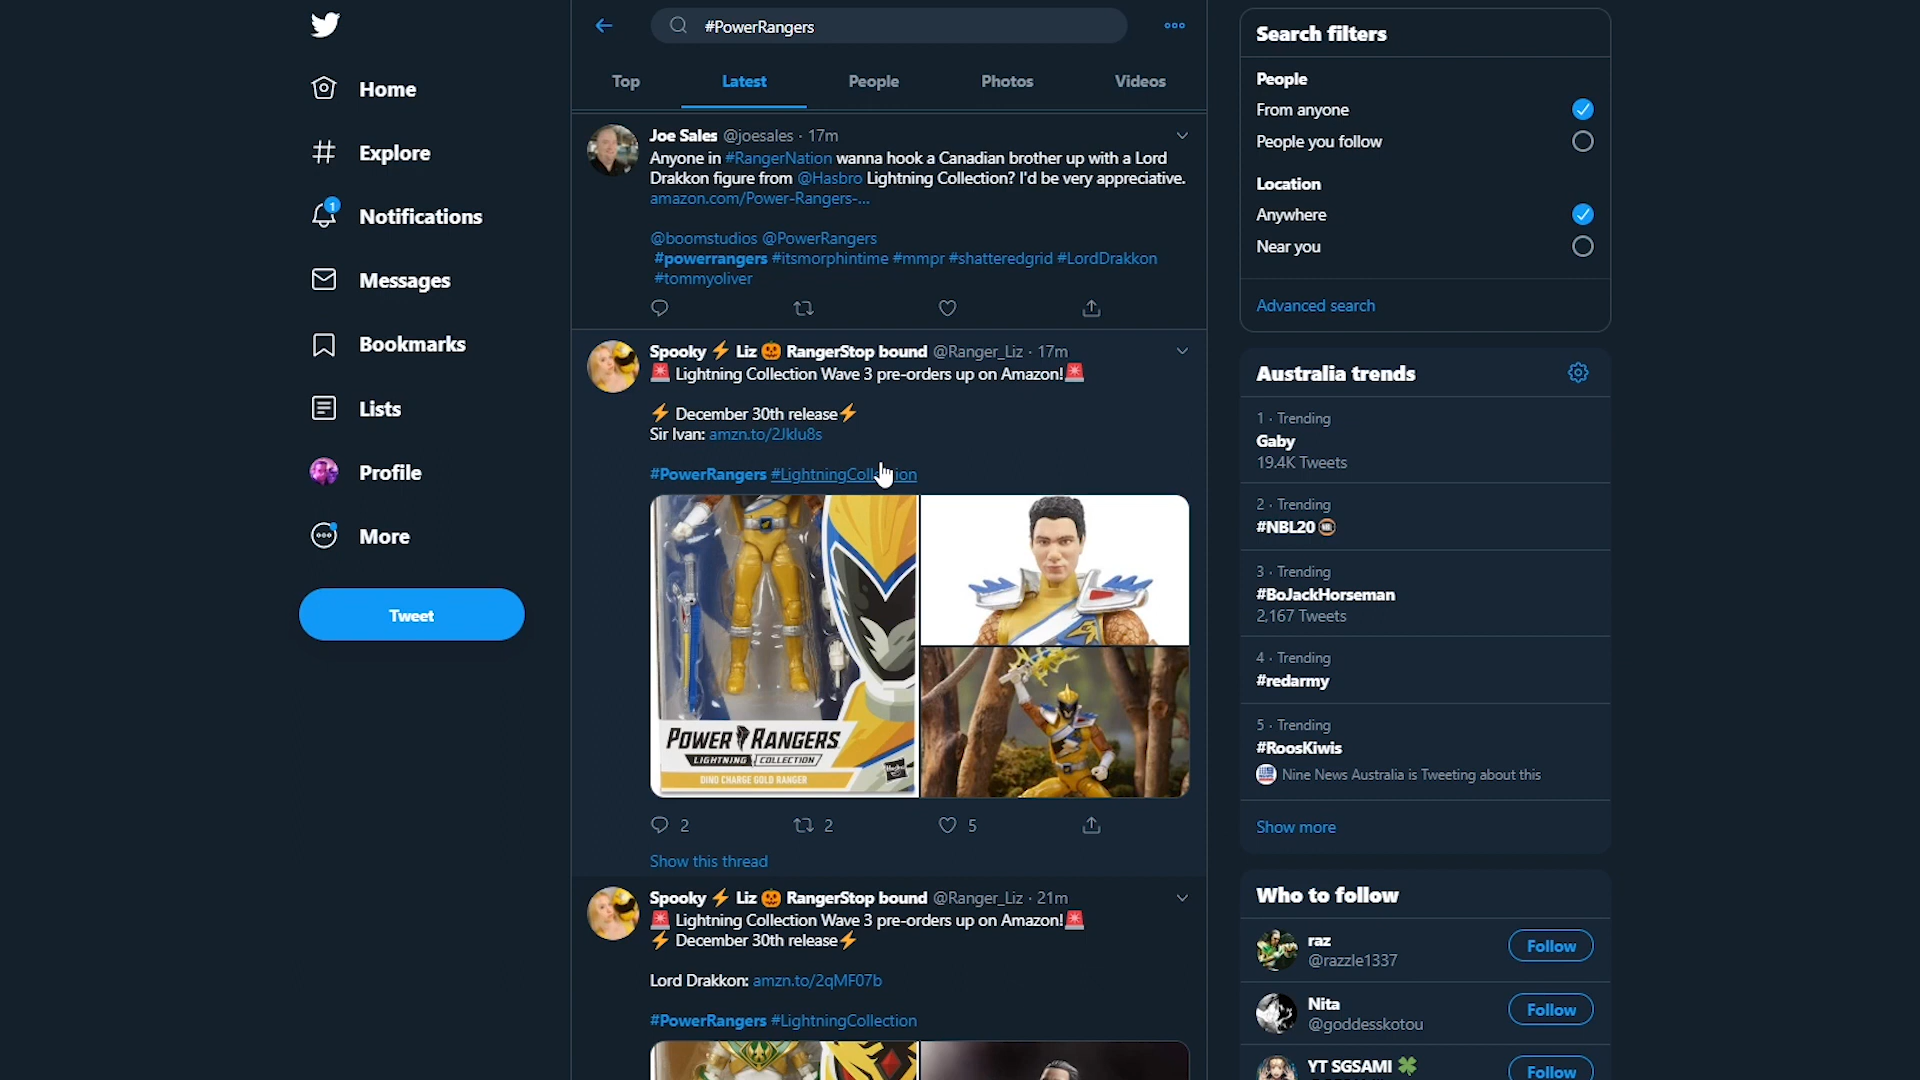 Home
Explore
1
Notifications
Messages
Bookmarks
Lists
Profile
More
Tweet
#PowerRangers
Top
Latest
People
Photos
Videos
Joe Sales @joesales · 17m
Anyone in #RangerNation wanna hook a Canadian brother up with a Lord
Drakkon figure from @Hasbro Lightning Collection? I'd be very appreciative.
amazon.com/Power-Rangers-...
@boomstudios @PowerRangers
#powerrangers #itsmorphintime #mmpr #shatteredgrid #LordDrakkon
#tommyoliver
Spooky ⚡ Liz 🎃 RangerStop bound @Ranger_Liz · 17m
🚨 Lightning Collection Wave 3 pre-orders up on Amazon!🚨
⚡ December 30th release⚡
Sir Ivan: amzn.to/2Jklu8s
#PowerRangers #LightningCollection
POWER RANGERS
LIGHTNING COLLECTION
DINO CHARGE GOLD RANGER
Hasbro
2
2
5
Show this thread
Spooky ⚡ Liz 🎃 RangerStop bound @Ranger_Liz · 21m
🚨 Lightning Collection Wave 3 pre-orders up on Amazon!🚨
⚡ December 30th release⚡
Lord Drakkon: amzn.to/2qMF07b
#PowerRangers #LightningCollection
Search filters
People
From anyone
People you follow
Location
Anywhere
Near you
Advanced search
Australia trends
1 · Trending
Gaby
19.4K Tweets
2 · Trending
#NBL20
3 · Trending
#BoJackHorseman
2,167 Tweets
4 · Trending
#redarmy
5 · Trending
#RoosKiwis
Nine News Australia is Tweeting about this
Show more
Who to follow
raz
@razzle1337
Follow
Nita
@goddesskotou
Follow
YT SGSAMI 🍀
Follow